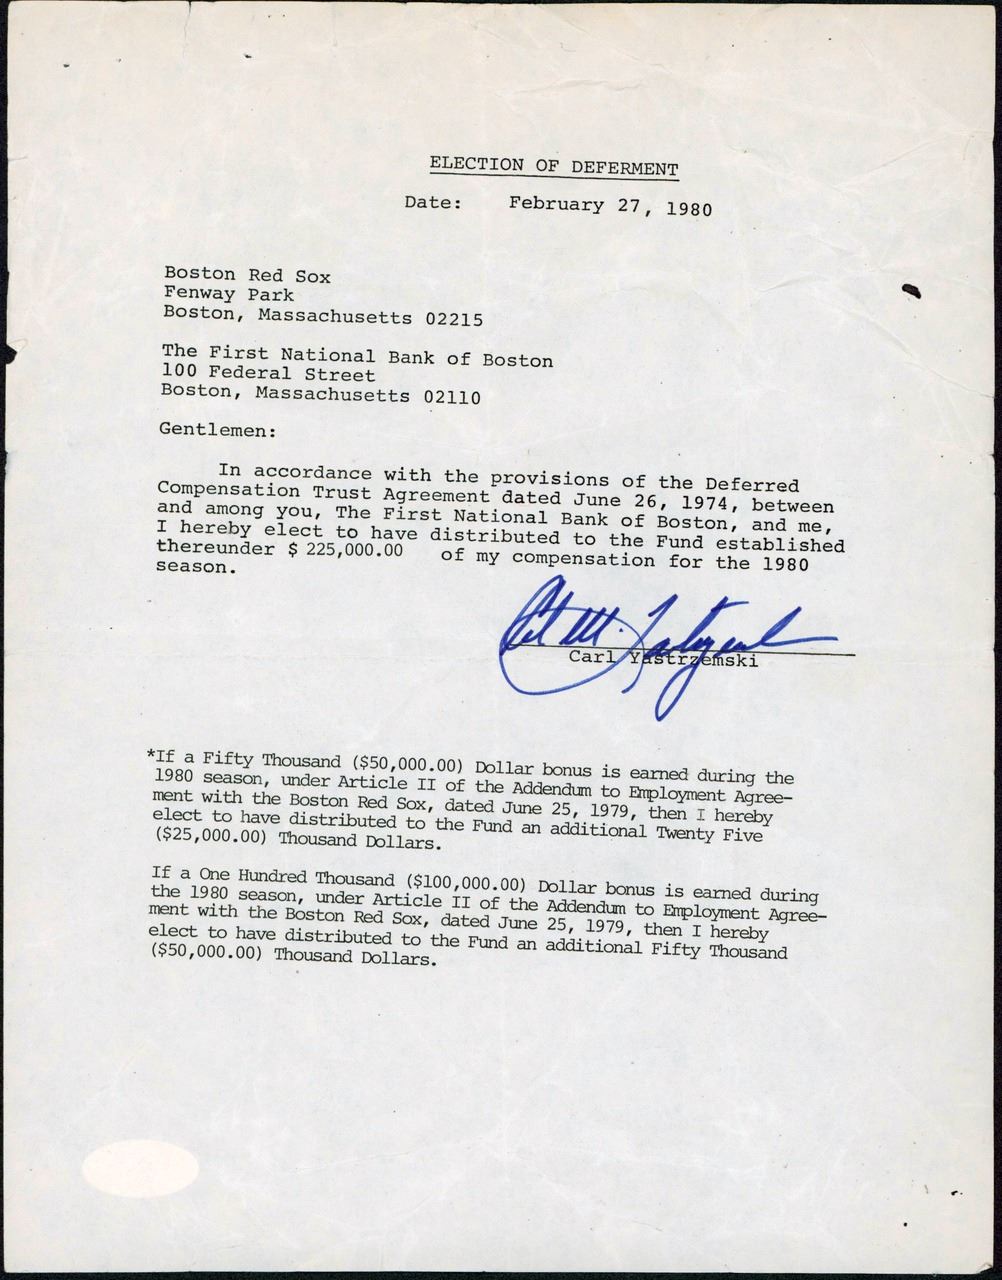 ELECTION OF DEFERMENT
Date: February 27, 1980
Boston Red Sox
Fenway Park
Boston, Massachusetts 02215
The First National Bank of Boston
100 Federal Street
Boston, Massachusetts 02110
Gentlemen:
In accordance with the provisions of the Deferred
Compensation Trust Agreement dated June 26, 1974, between
and among you, The First National Bank of Boston, and me,
I hereby elect to have distributed to the Fund established
thereunder $ 225,000.00 of my compensation for the 1980
season.
Carl M. Yastrzemski
Carl Yastrzemski
*If a Fifty Thousand ($50,000.00) Dollar bonus is earned during the
1980 season, under Article II of the Addendum to Employment Agree-
ment with the Boston Red Sox, dated June 25, 1979, then I hereby
elect to have distributed to the Fund an additional Twenty Five
($25,000.00) Thousand Dollars.
If a One Hundred Thousand ($100,000.00) Dollar bonus is earned during
the 1980 season, under Article II of the Addendum to Employment Agree-
ment with the Boston Red Sox, dated June 25, 1979, then I hereby
elect to have distributed to the Fund an additional Fifty Thousand
($50,000.00) Thousand Dollars.